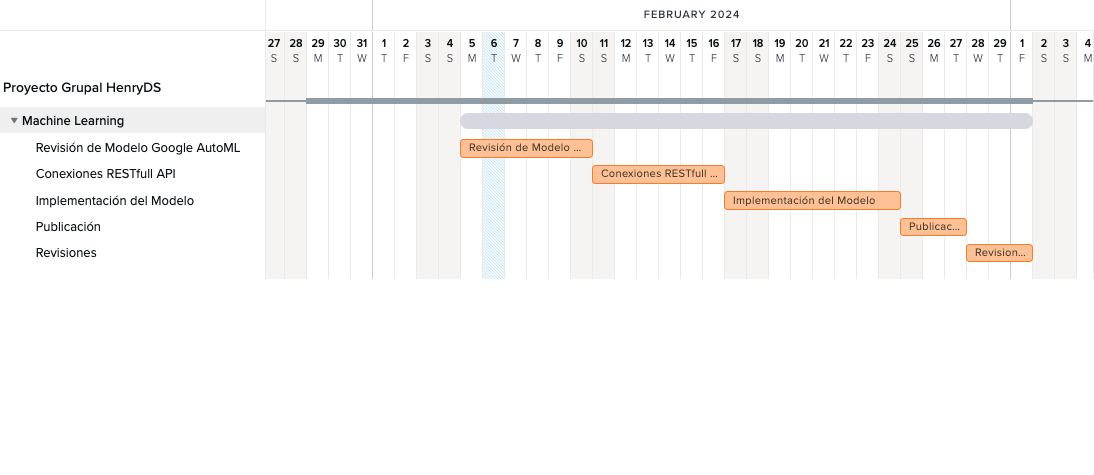 FEBRUARY 2024
27 28 29 30 31 1 2 3 4 5 6 7 8 9 10 11 12 13 14 15 16 17 18 19 20 21 22 23 24 25 26 27 28 29 1 2 3 4
S S M T W T F S S M T W T F S S M T W T F S S M T W T F S S M T W T F S S M
Proyecto Grupal HenryDS
Machine Learning
Revisión de Modelo Google AutoML Revisión de Modelo ...
Conexiones RESTfull API Conexiones RESTfull ...
Implementación del Modelo Implementación del Modelo
Publicación Publicac...
Revisiones Revision...